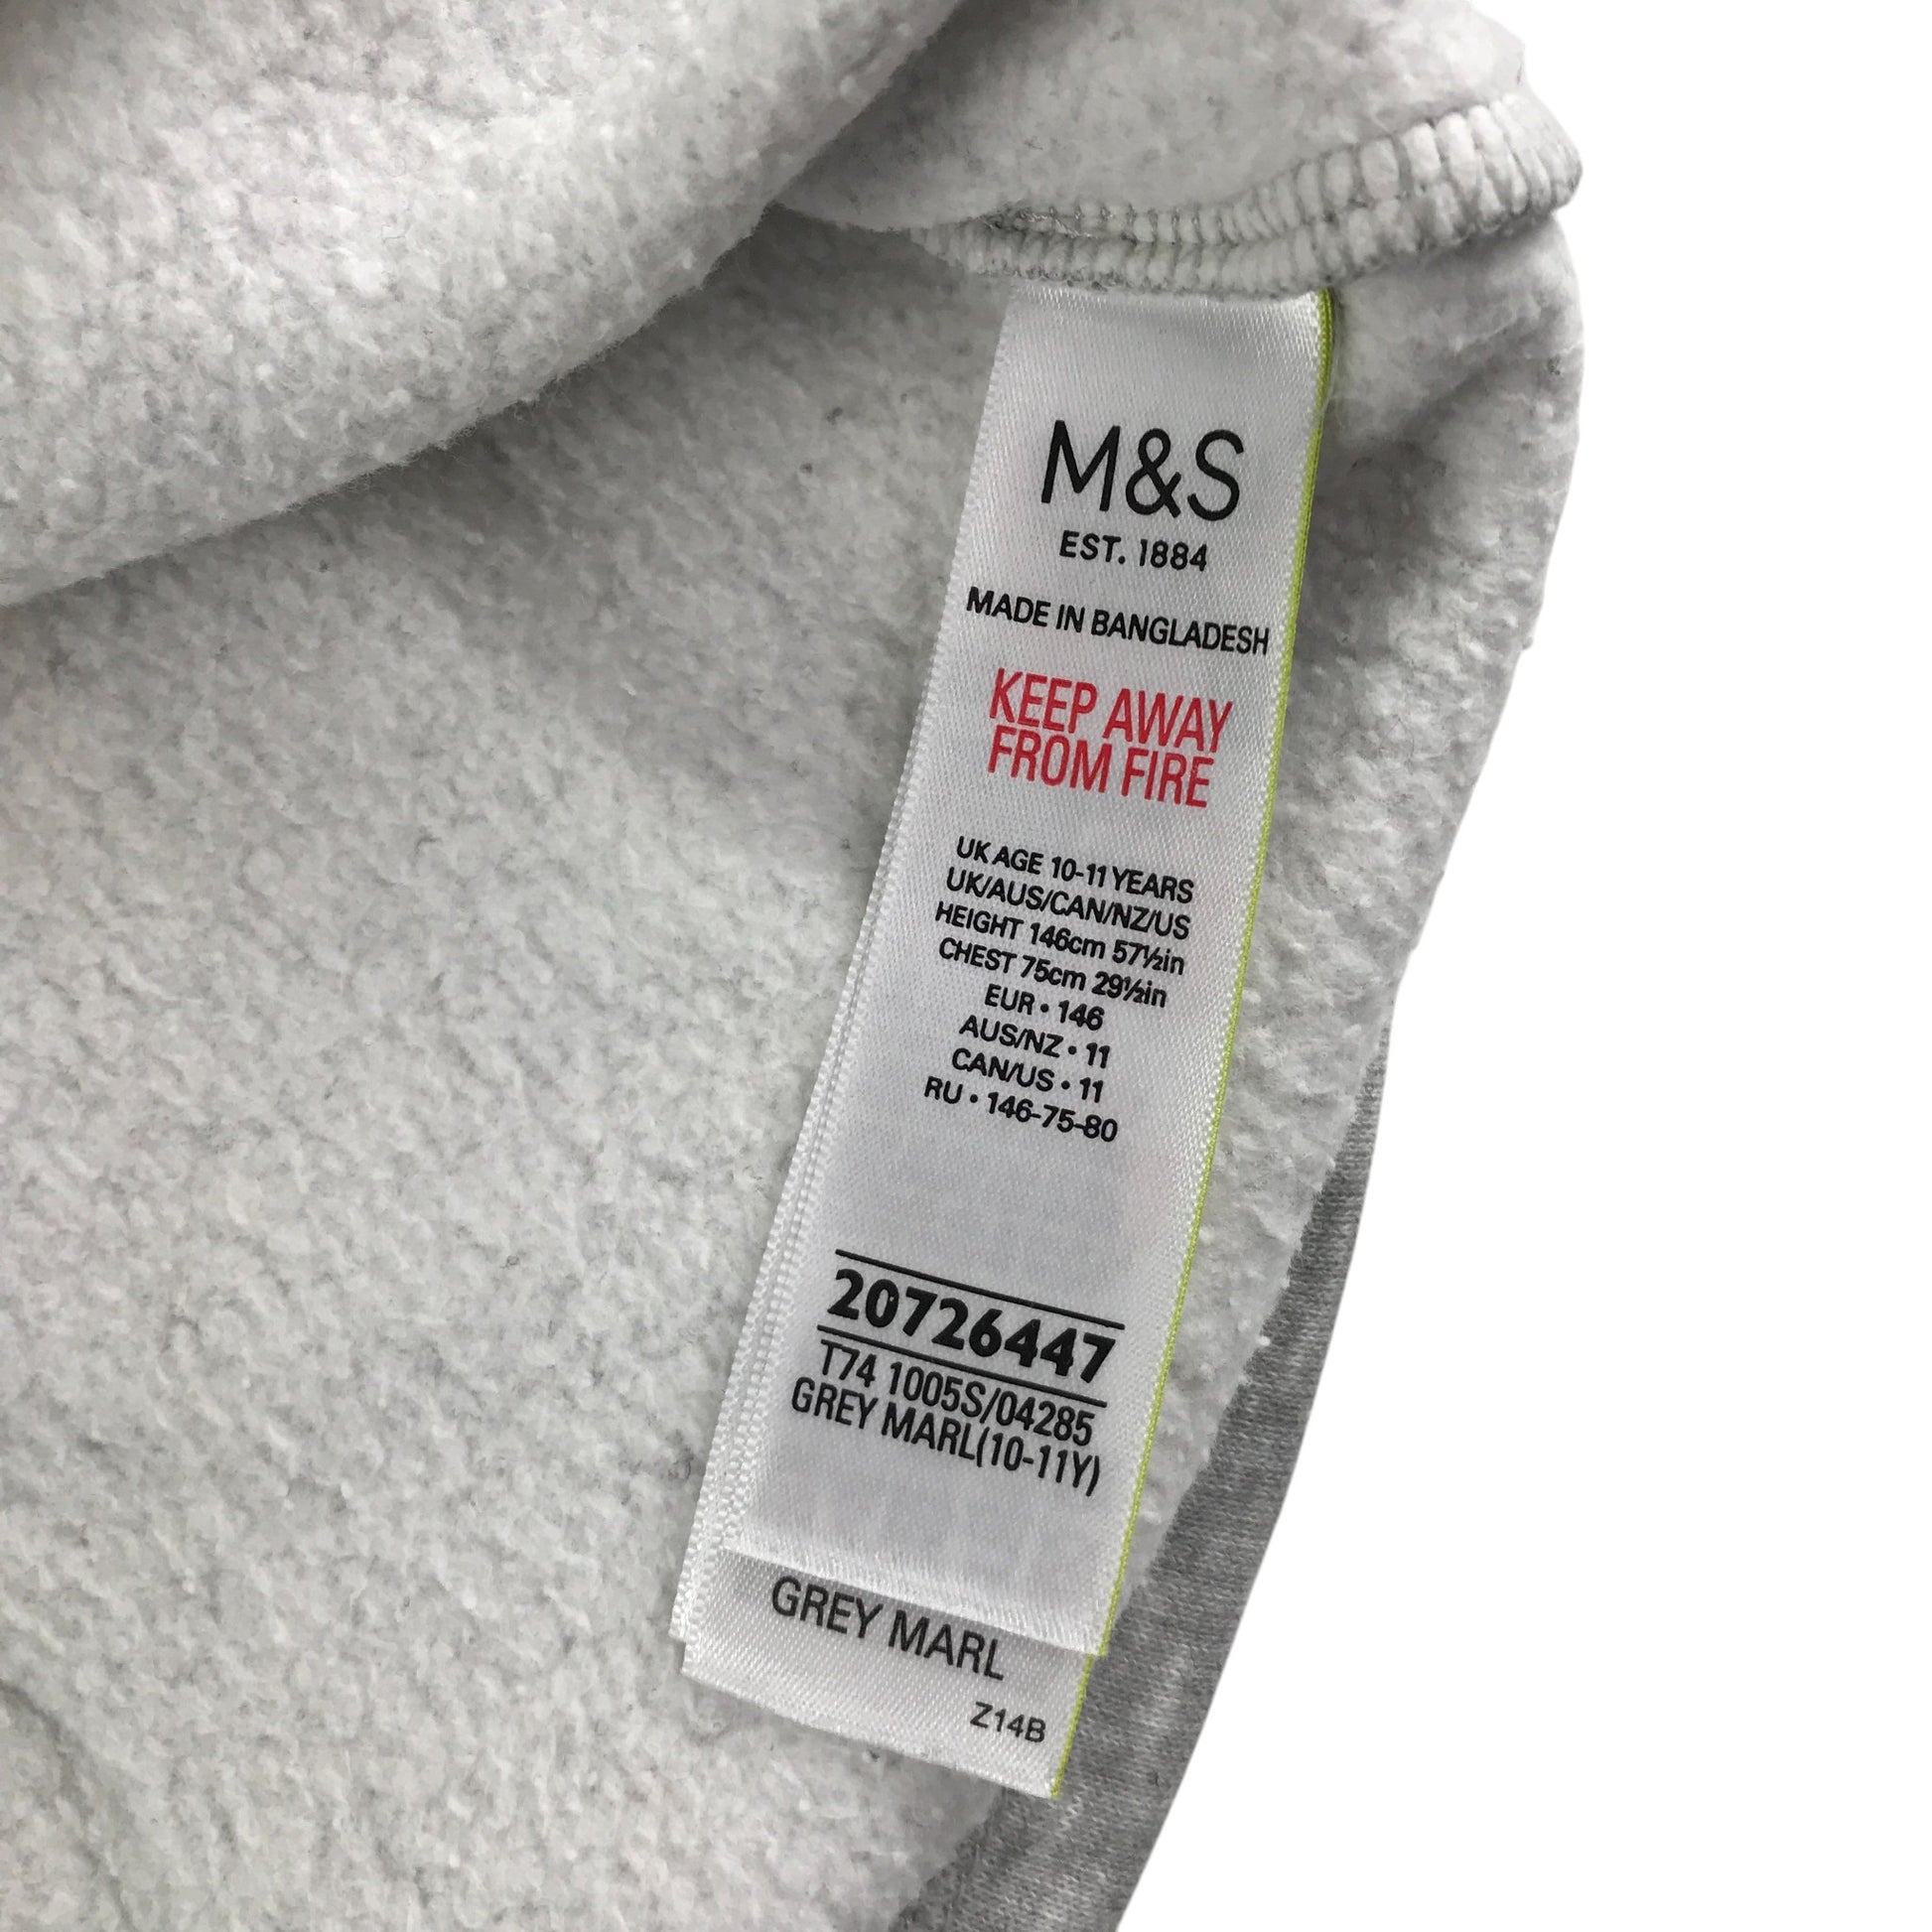 M&S
EST. 1884
MADE IN BANGLADESH
KEEP AWAY
FROM FIRE
UK AGE 10-11 YEARS
UK/AUS/CAN/NZ/US
HEIGHT 146cm 57½in
CHEST 75cm 29½in
EUR • 146
AUS/NZ • 11
CAN/US • 11
RU • 146-75-80
20726447
T74 1005S/04285
GREY MARL(10-11Y)
GREY MARL
Z14B